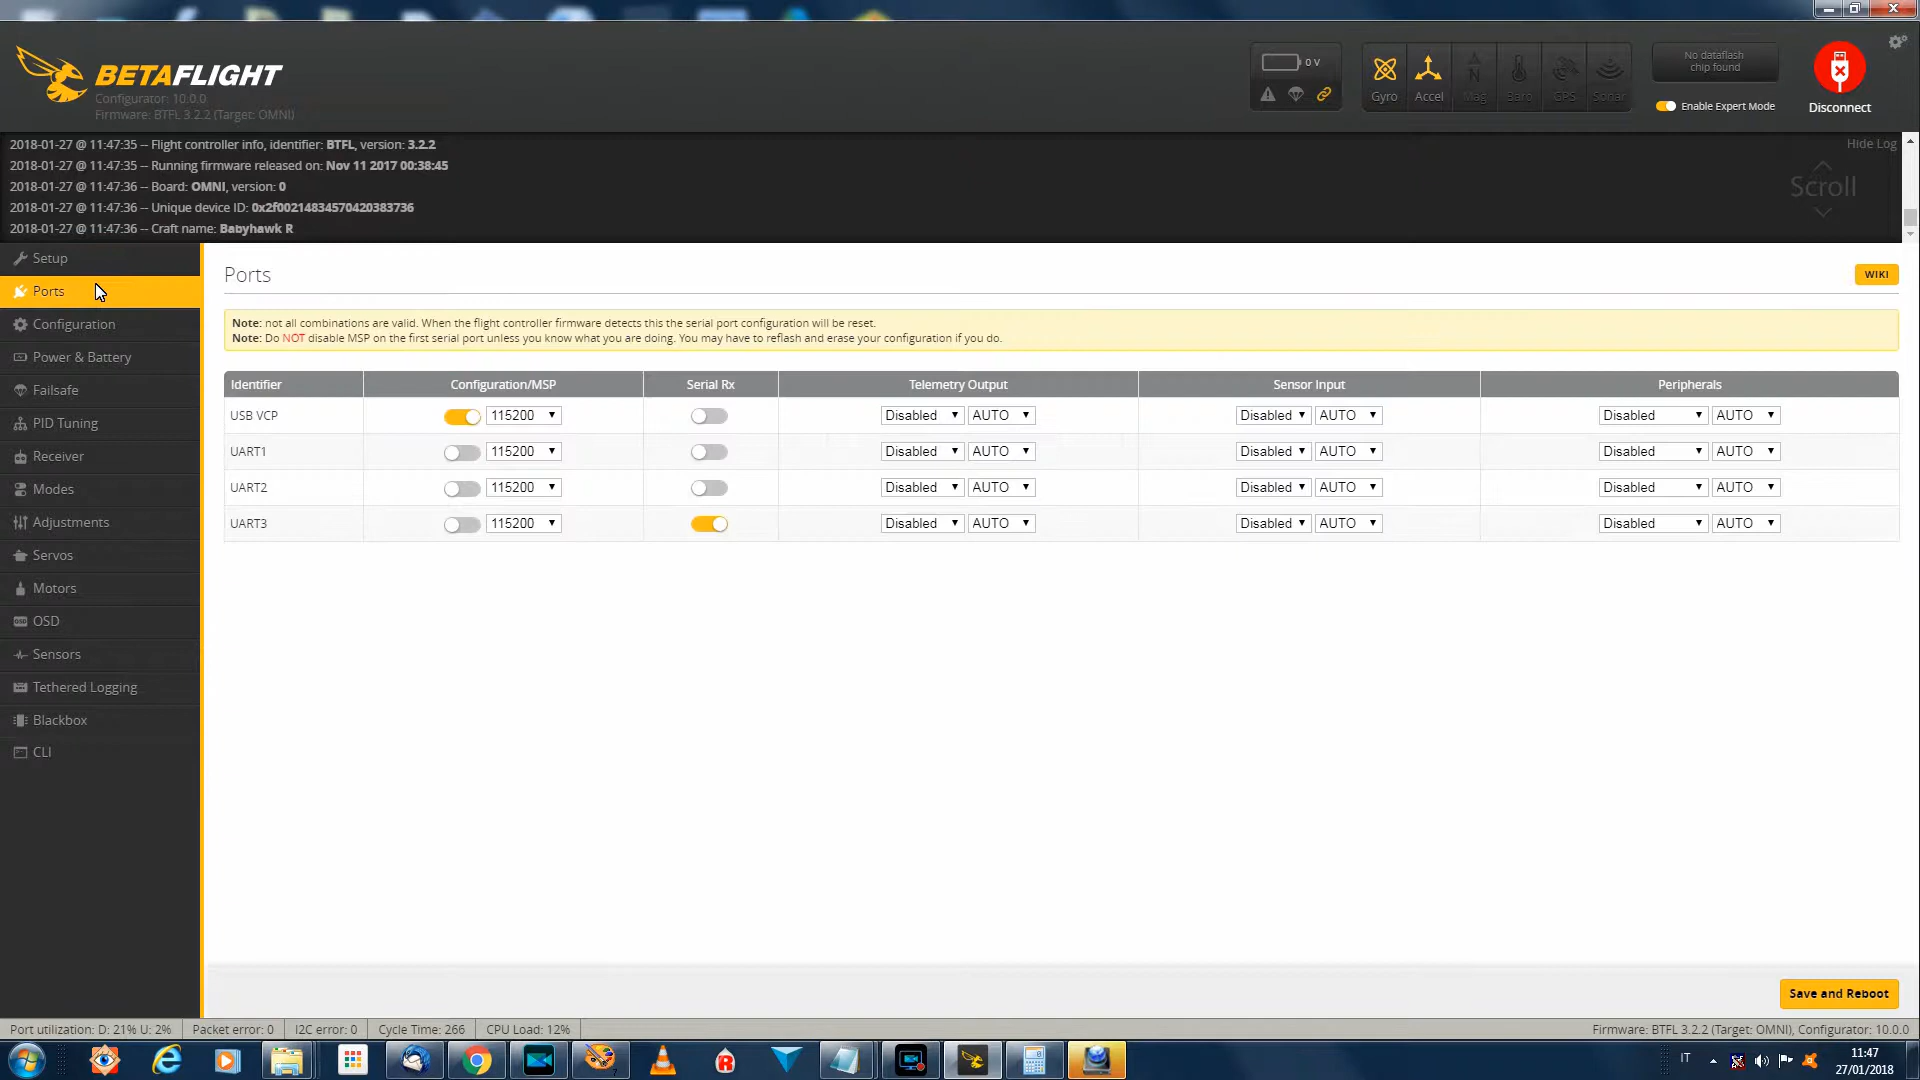 BETAFLIGHT
Configurator: 10.0.0
Firmware: BTFL 3.2.2 (Target: OMNI)
0 V
Gyro Accel Mag Baro GPS Sonar
No dataflash
chip found
Enable Expert Mode
Disconnect
2018-01-27 @ 11:47:35 -- Flight controller info, identifier: BTFL, version: 3.2.2
2018-01-27 @ 11:47:35 -- Running firmware released on: Nov 11 2017 00:38:45
2018-01-27 @ 11:47:36 -- Board: OMNI, version: 0
2018-01-27 @ 11:47:36 -- Unique device ID: 0x2f00214834570420383736
2018-01-27 @ 11:47:36 -- Craft name: Babyhawk R
Hide Log
Scroll
Setup
Ports
Configuration
Power & Battery
Failsafe
PID Tuning
Receiver
Modes
Adjustments
Servos
Motors
OSD
Sensors
Tethered Logging
Blackbox
CLI
Ports
WIKI
Note: not all combinations are valid. When the flight controller firmware detects this the serial port configuration will be reset.
Note: Do NOT disable MSP on the first serial port unless you know what you are doing. You may have to reflash and erase your configuration if you do.
Identifier Configuration/MSP Serial Rx Telemetry Output Sensor Input Peripherals
USB VCP 115200 Disabled AUTO Disabled AUTO Disabled AUTO
UART1 115200 Disabled AUTO Disabled AUTO Disabled AUTO
UART2 115200 Disabled AUTO Disabled AUTO Disabled AUTO
UART3 115200 Disabled AUTO Disabled AUTO Disabled AUTO
Save and Reboot
Port utilization: D: 21% U: 2% Packet error: 0 I2C error: 0 Cycle Time: 266 CPU Load: 12% Firmware: BTFL 3.2.2 (Target: OMNI), Configurator: 10.0.0
IT
11:47
27/01/2018